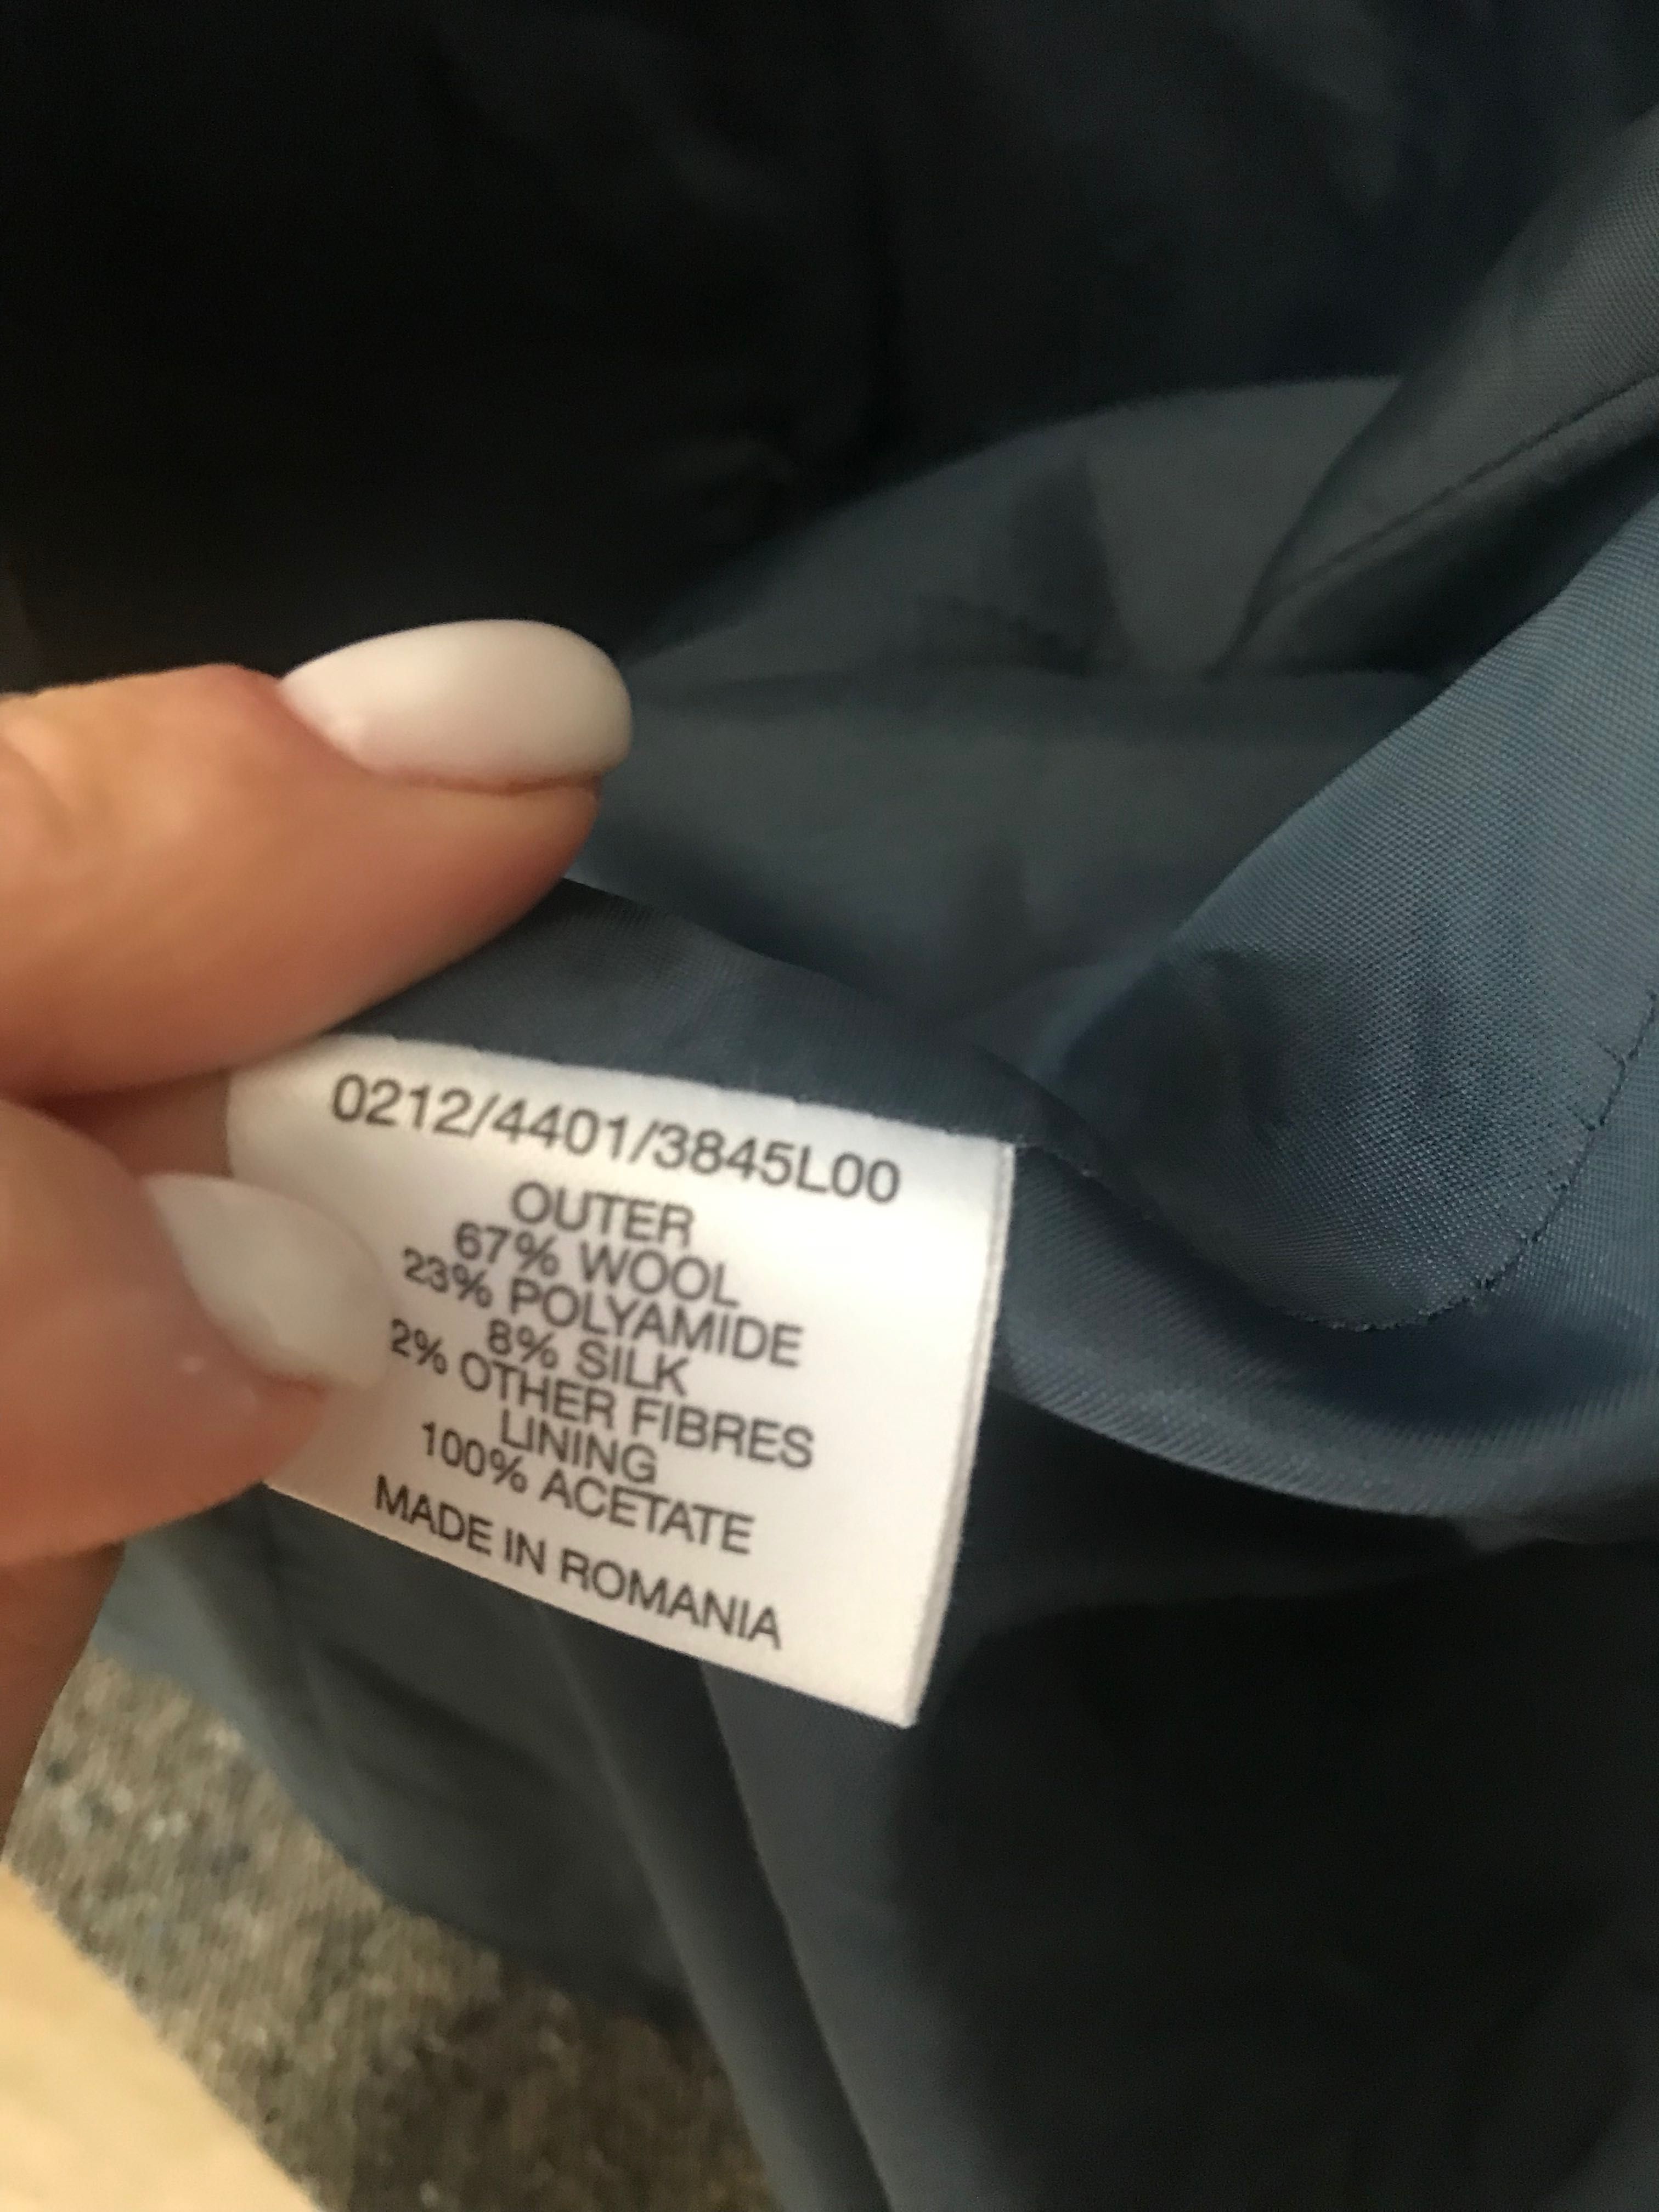 0212/4401/3845L00
OUTER
67% WOOL
23% POLYAMIDE
8% SILK
2% OTHER FIBRES
LINING
100% ACETATE
MADE IN ROMANIA